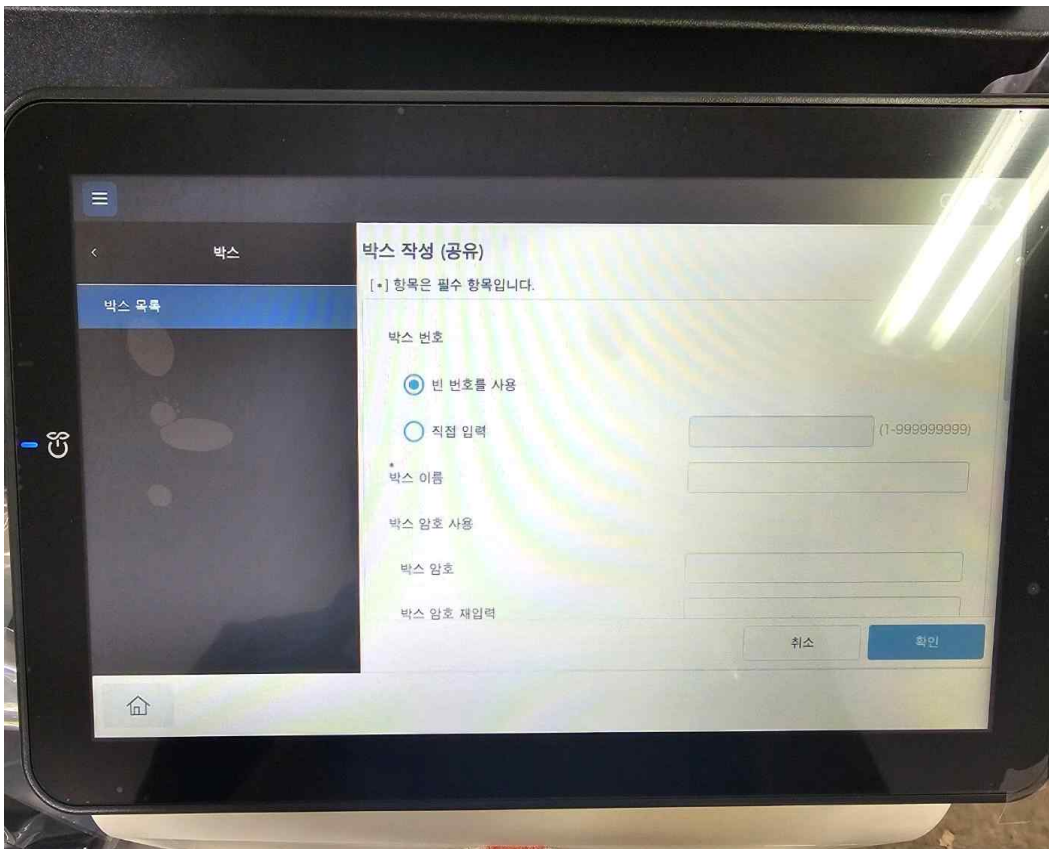 박스
박스 작성 (공유)
[*] 항목은 필수 항목입니다.
박스 목록
박스 번호
빈 번호를 사용
직접 입력 (1-999999999)
*
박스 이름
박스 암호 사용
박스 암호
박스 암호 재입력
취소 확인